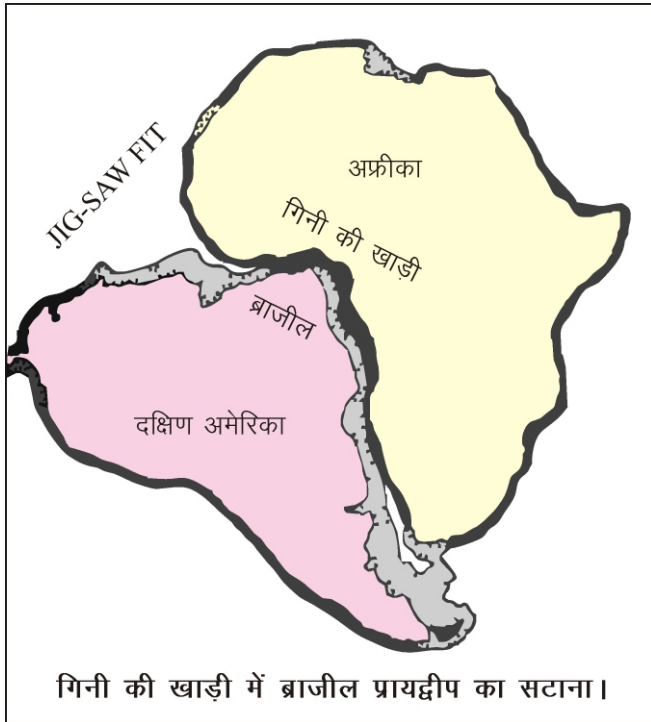 JIG-SAW FIT
अफ्रीका
गिनी की खाड़ी
ब्राजील
दक्षिण अमेरिका
गिनी की खाड़ी में ब्राजील प्रायद्वीप का सटाना।